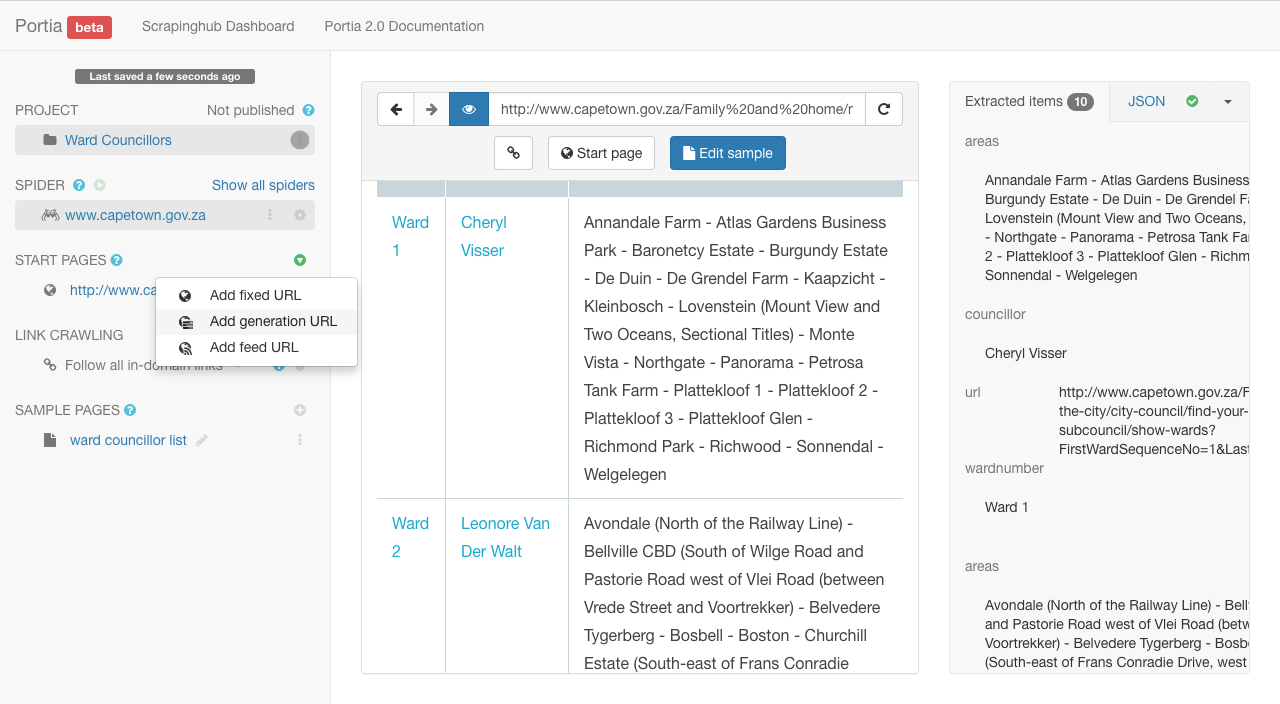 Portia beta
Scrapinghub Dashboard
Portia 2.0 Documentation
Last saved a few seconds ago
PROJECT
Not published
Ward Councillors
SPIDER
Show all spiders
www.capetown.gov.za
START PAGES
http://www.ca
Add fixed URL
Add generation URL
Add feed URL
LINK CRAWLING
Follow all in-domain links
SAMPLE PAGES
ward councillor list
http://www.capetown.gov.za/Family%20and%20home/r
Start page
Edit sample
Ward
1
Cheryl
Visser
Annandale Farm - Atlas Gardens Business
Park - Baronetcy Estate - Burgundy Estate
- De Duin - De Grendel Farm - Kaapzicht -
Kleinbosch - Lovenstein (Mount View and
Two Oceans, Sectional Titles) - Monte
Vista - Northgate - Panorama - Petrosa
Tank Farm - Plattekloof 1 - Plattekloof 2 -
Plattekloof 3 - Plattekloof Glen -
Richmond Park - Richwood - Sonnendal -
Welgelegen
Ward
2
Leonore Van
Der Walt
Avondale (North of the Railway Line) -
Bellville CBD (South of Wilge Road and
Pastorie Road west of Vlei Road (between
Vrede Street and Voortrekker) - Belvedere
Tygerberg - Bosbell - Boston - Churchill
Estate (South-east of Frans Conradie
Extracted items 10
JSON
areas
Annandale Farm - Atlas Gardens Business
Burgundy Estate - De Duin - De Grendel Fa
Lovenstein (Mount View and Two Oceans,
- Northgate - Panorama - Petrosa Tank Far
2 - Plattekloof 3 - Plattekloof Glen - Richm
Sonnendal - Welgelegen
councillor
Cheryl Visser
url
http://www.capetown.gov.za/F
the-city/city-council/find-your-
subcouncil/show-wards?
FirstWardSequenceNo=1&Last
wardnumber
Ward 1
areas
Avondale (North of the Railway Line) - Bell
and Pastorie Road west of Vlei Road (betw
Voortrekker) - Belvedere Tygerberg - Bosbe
(South-east of Frans Conradie Drive, west